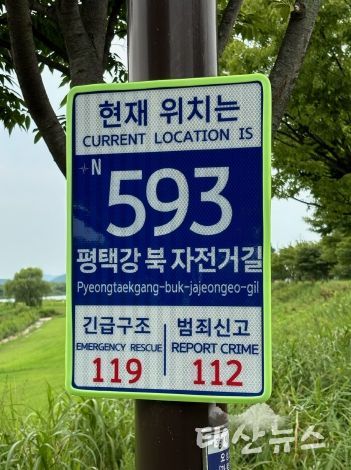 현재 위치는
CURRENT LOCATION IS
N
593
평택강 북 자전거길
Pyeongtaekgang-buk-jajeongeo-gil
긴급구조
EMERGENCY RESCUE
119
범죄신고
REPORT CRIME
112
태산뉴스